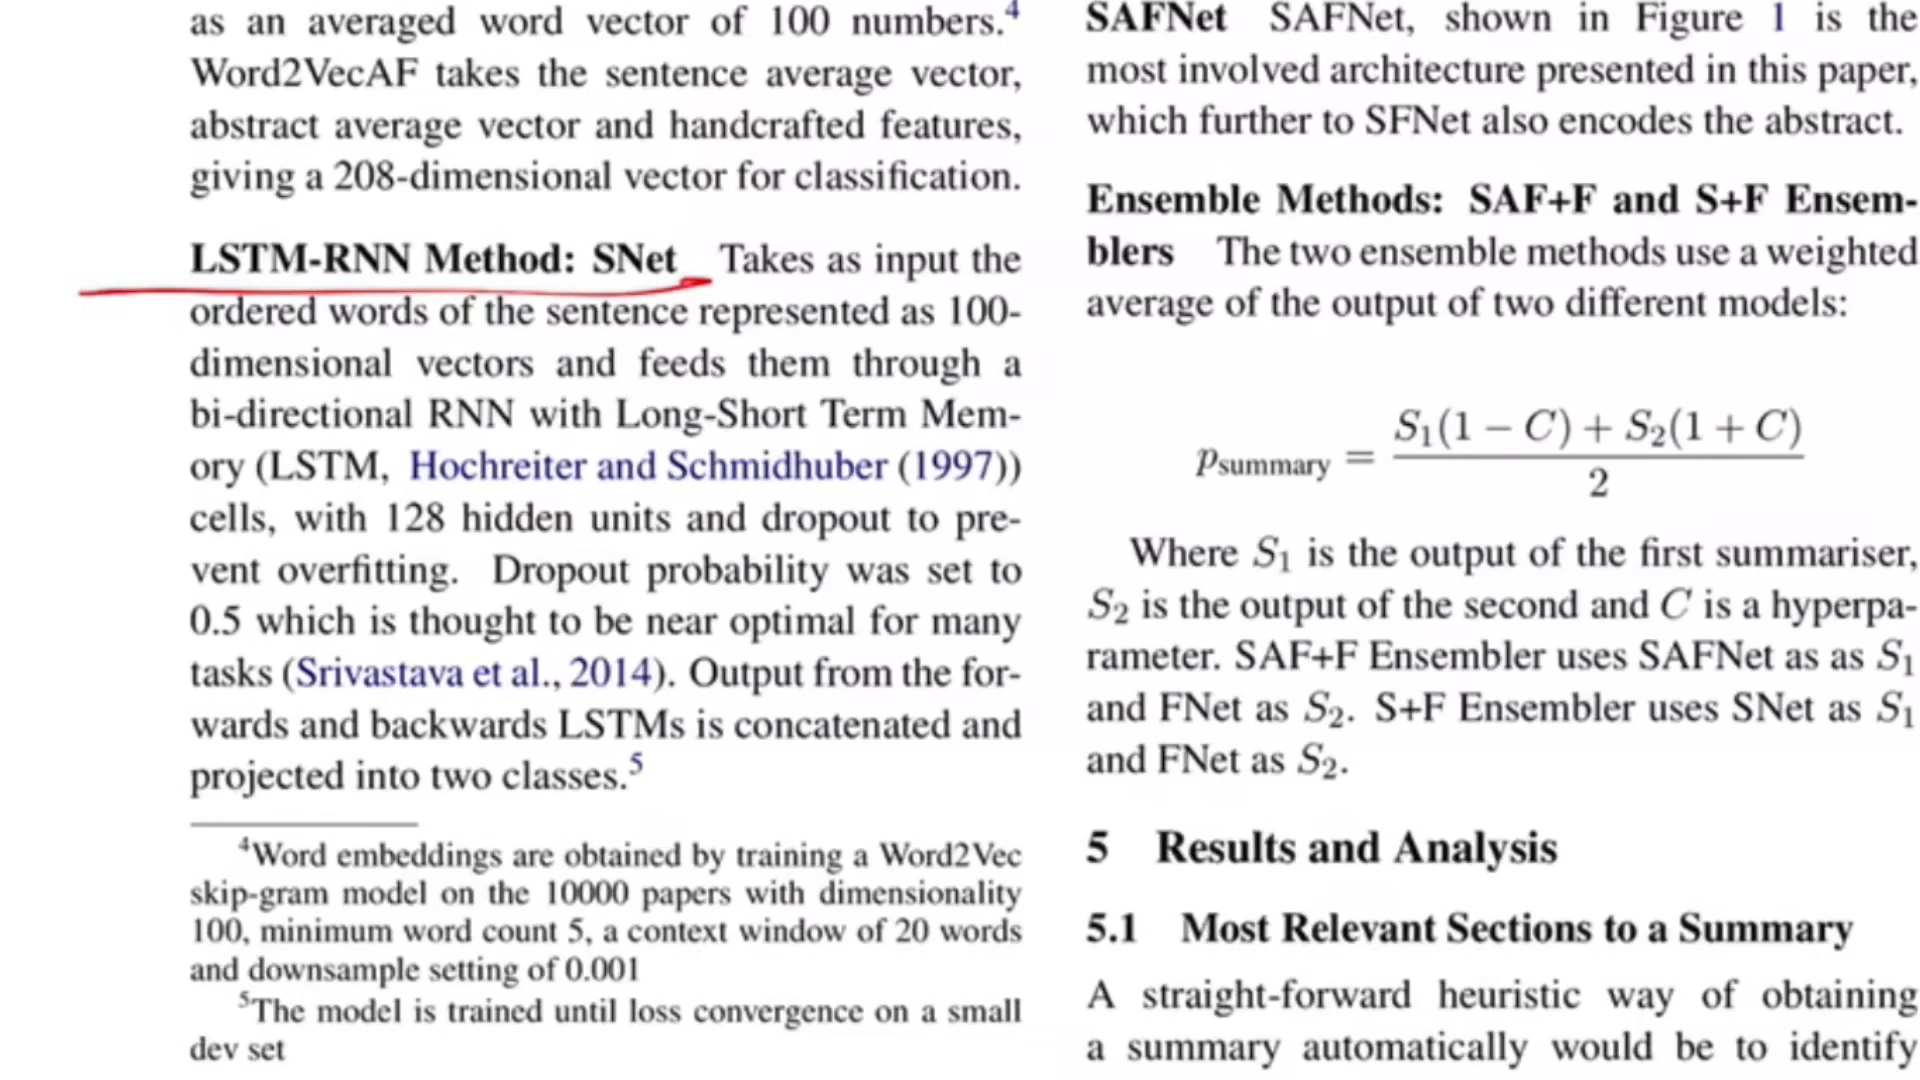 as an averaged word vector of 100 numbers.4
Word2VecAF takes the sentence average vector,
abstract average vector and handcrafted features,
giving a 208-dimensional vector for classification.
LSTM-RNN Method: SNet Takes as input the
ordered words of the sentence represented as 100-
dimensional vectors and feeds them through a
bi-directional RNN with Long-Short Term Mem-
ory (LSTM, Hochreiter and Schmidhuber (1997))
cells, with 128 hidden units and dropout to pre-
vent overfitting. Dropout probability was set to
0.5 which is thought to be near optimal for many
tasks (Srivastava et al., 2014). Output from the for-
wards and backwards LSTMs is concatenated and
projected into two classes.5
4Word embeddings are obtained by training a Word2Vec
skip-gram model on the 10000 papers with dimensionality
100, minimum word count 5, a context window of 20 words
and downsample setting of 0.001
5The model is trained until loss convergence on a small
dev set
SAFNet SAFNet, shown in Figure 1 is the
most involved architecture presented in this paper,
which further to SFNet also encodes the abstract.
Ensemble Methods: SAF+F and S+F Ensem-
blers The two ensemble methods use a weighted
average of the output of two different models:
p_summary = S1(1 − C) + S2(1 + C)
2
Where S1 is the output of the first summariser,
S2 is the output of the second and C is a hyperpa-
rameter. SAF+F Ensembler uses SAFNet as as S1
and FNet as S2. S+F Ensembler uses SNet as S1
and FNet as S2.
5 Results and Analysis
5.1 Most Relevant Sections to a Summary
A straight-forward heuristic way of obtaining
a summary automatically would be to identify